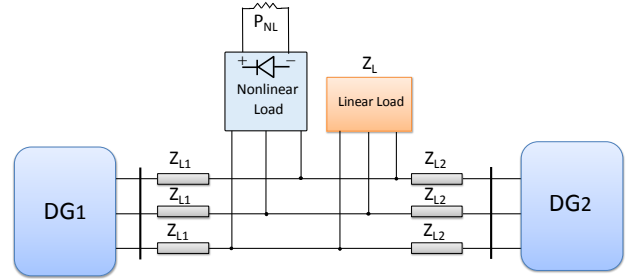 P_NL
+ −
Nonlinear
Load
Z_L
Linear Load
Z_L1
Z_L2
DG1
Z_L1
Z_L2
DG2
Z_L1
Z_L2